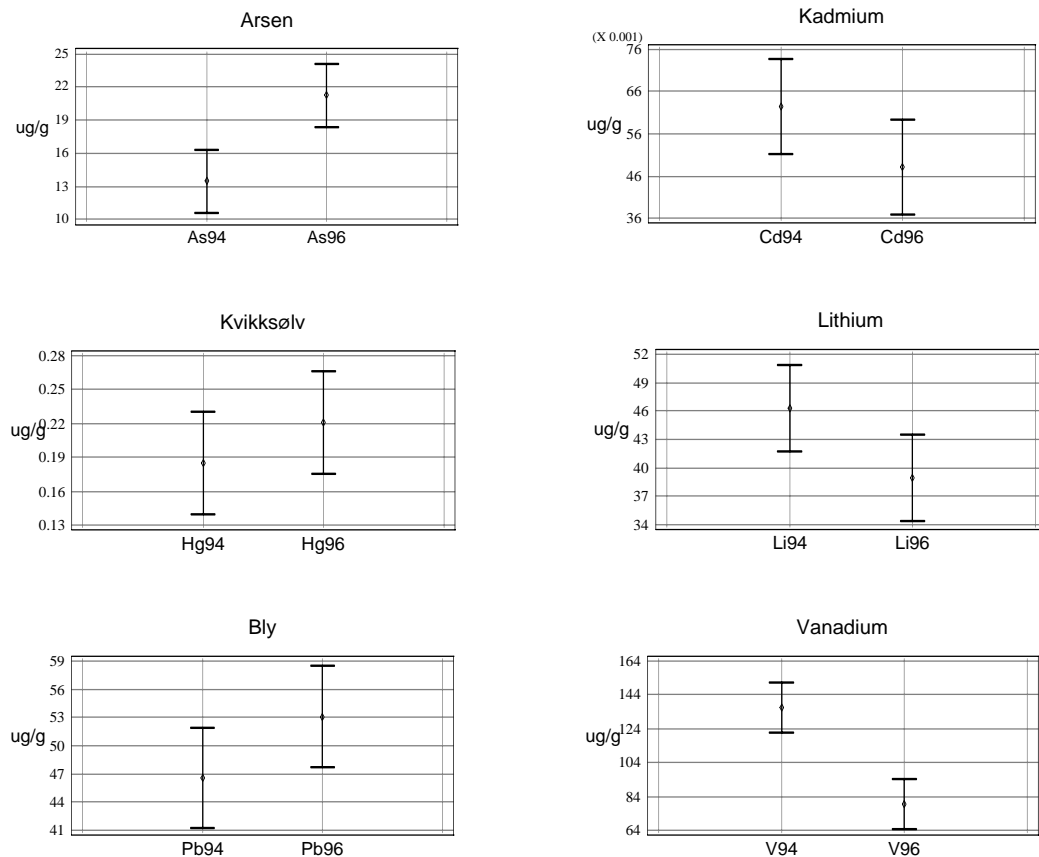 Arsen
25
22
ug/g
19
16
13
10
As94 As96
Kadmium
(X 0.001)
76
66
ug/g
56
46
36
Cd94 Cd96
Kvikksølv
0.28
0.25
0.22
ug/g
0.19
0.16
0.13
Hg94 Hg96
Lithium
52
49
46
ug/g
43
40
37
34
Li94 Li96
Bly
59
56
53
ug/g
50
47
44
41
Pb94 Pb96
Vanadium
164
144
124
ug/g
104
84
64
V94 V96